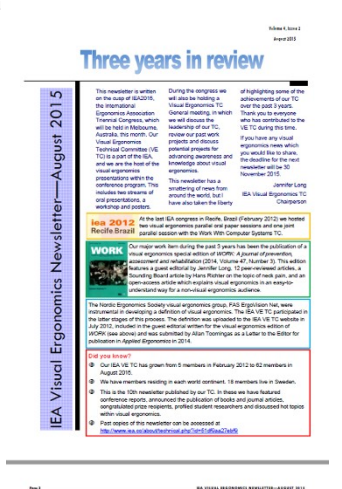 Volume 4, Issue 2
August 2015
Three years in review
IEA Visual Ergonomics Newsletter—August 2015
This newsletter is written
on the cusp of IEA2015,
the International
Ergonomics Association
Triennial Congress, which
will be held in Melbourne,
Australia, this month. Our
Visual Ergonomics
Technical Committee (VE
TC) is a part of the IEA,
and we are the host of the
visual ergonomics
presentations within the
conference program. This
includes two streams of
oral presentations, a
workshop and posters.
During the congress we
will also be holding a
Visual Ergonomics TC
General meeting, in which
we will discuss the
leadership of our TC,
review our past work
projects and discuss
potential projects for
advancing awareness and
knowledge about visual
ergonomics.
This newsletter has a
smattering of news from
around the world, but I
have also taken the liberty
of highlighting some of the
achievements of our TC
over the past 3 years.
Thank you to everyone
who has contributed to the
VE TC during this time.
If you have any visual
ergonomics news which
you would like to share,
the deadline for the next
newsletter will be 30
November 2015.
Jennifer Long
IEA Visual Ergonomics TC
Chairperson
iea 2012
Recife Brazil
At the last IEA congress in Recife, Brazil (February 2012) we hosted
two visual ergonomics parallel oral paper sessions and one joint
parallel session with the Work With Computer Systems TC.
WORK
Our major work item during the past 3 years has been the publication of a
visual ergonomics special edition of WORK: A journal of prevention,
assessment and rehabilitation (2014, Volume 47, Number 3). This edition
features a guest editorial by Jennifer Long, 12 peer-reviewed articles, a
Sounding Board article by Hans Richter on the topic of neck pain, and an
open-access article which explains visual ergonomics in an easy-to-
understand way for a non-visual ergonomics audience.
The Nordic Ergonomics Society visual ergonomics group, FAS ErgoVision Net, were
instrumental in developing a definition of visual ergonomics. The IEA VE TC participated in
the latter stages of this process. The definition was uploaded to the IEA VE TC website in
July 2012, included in the guest editorial written for the visual ergonomics edition of
WORK (see above) and was submitted by Allan Toomingas as a Letter to the Editor for
publication in Applied Ergonomics in 2014.
Did you know?
Our IEA VE TC has grown from 5 members in February 2012 to 62 members in
August 2015.
We have members residing in each world continent. 18 members live in Sweden.
This is the 10th newsletter published by our TC. In these we have featured
conference reports, announced the publication of books and journal articles,
congratulated prize recipients, profiled student researchers and discussed hot topics
within visual ergonomics.
Past copies of this newsletter can be accessed at
Page 2
IEA VISUAL ERGONOMICS NEWSLETTER—AUGUST 2015